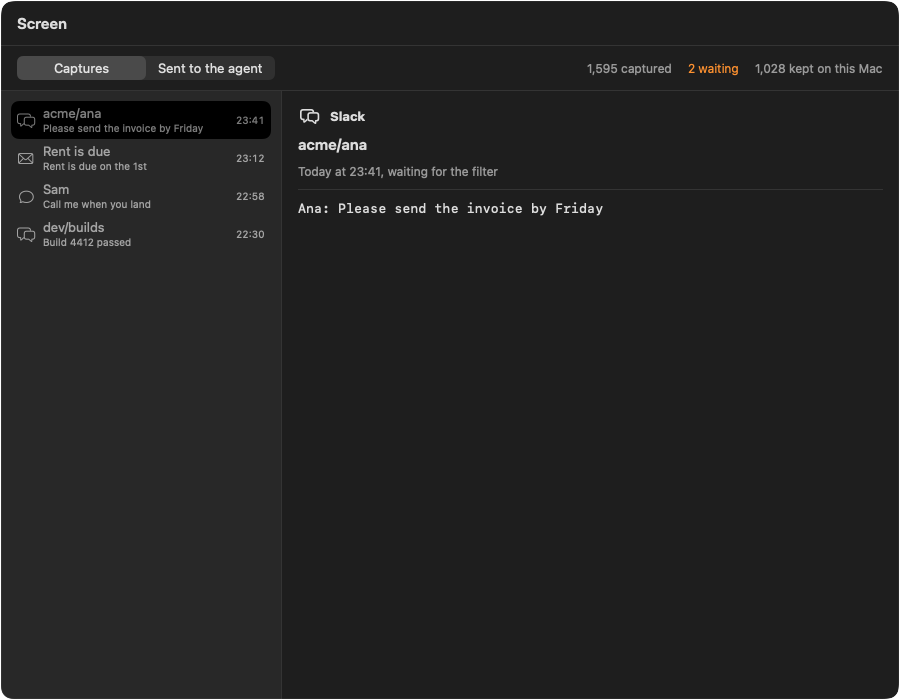 Screen
Captures
Sent to the agent
1,595 captured
2 waiting
1,028 kept on this Mac
acme/ana
23:41
Please send the invoice by Friday
Rent is due
23:12
Rent is due on the 1st
Sam
22:58
Call me when you land
dev/builds
22:30
Build 4412 passed
Slack
acme/ana
Today at 23:41, waiting for the filter
Ana: Please send the invoice by Friday